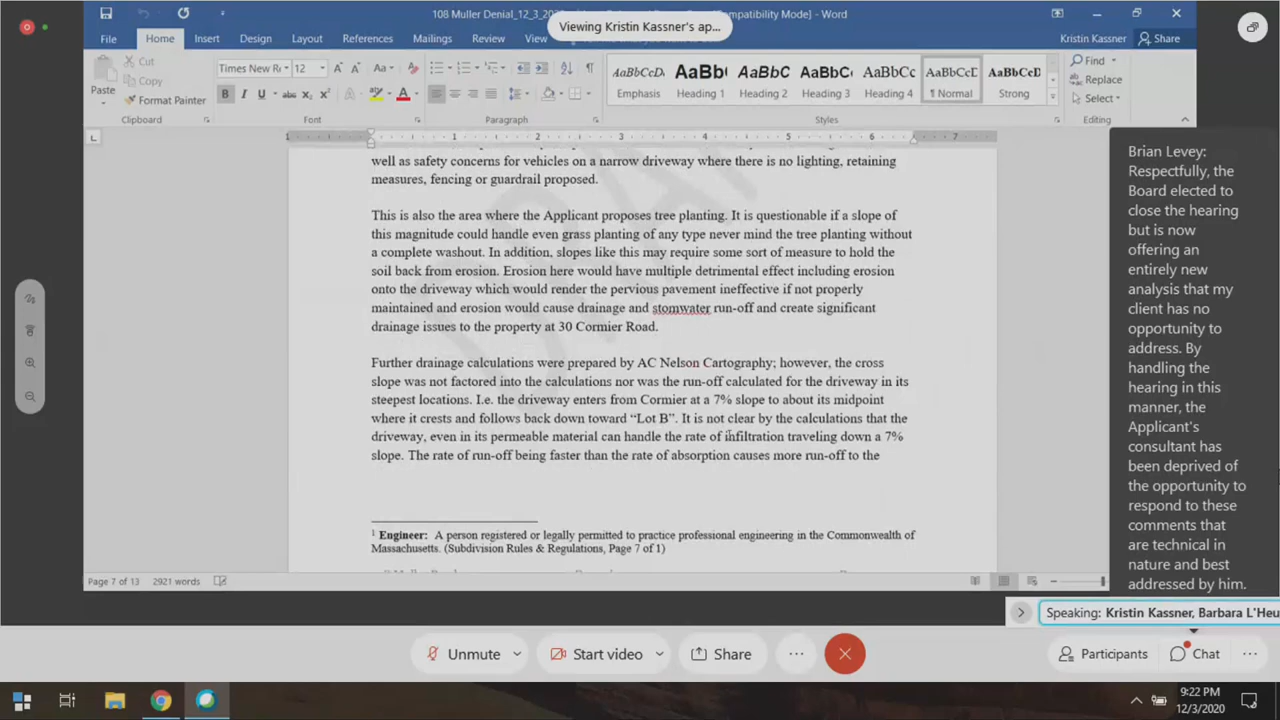 108 Muller Denial_12_3_20
[Compatibility Mode] - Word
Viewing Kristin Kassner's ap...
File Home Insert Design Layout References Mailings Review View
Kristin Kassner Share
Paste
Cut
Copy
Format Painter
Clipboard
Times New R 12
Font
Paragraph
AaBbCcD AaBb( AaBbCc AaBbC AaBbCc AaBbCcD AaBbCcD
Emphasis Heading 1 Heading 2 Heading 3 Heading 4 ¶ Normal Strong
Styles
Find
Replace
Select
Editing
1 1 2 3 4 5 6 7
well as safety concerns for vehicles on a narrow driveway where there is no lighting, retaining
measures, fencing or guardrail proposed.
This is also the area where the Applicant proposes tree planting. It is questionable if a slope of
this magnitude could handle even grass planting of any type never mind the tree planting without
a complete washout. In addition, slopes like this may require some sort of measure to hold the
soil back from erosion. Erosion here would have multiple detrimental effect including erosion
onto the driveway which would render the pervious pavement ineffective if not properly
maintained and erosion would cause drainage and stomwater run-off and create significant
drainage issues to the property at 30 Cormier Road.
Further drainage calculations were prepared by AC Nelson Cartography; however, the cross
slope was not factored into the calculations nor was the run-off calculated for the driveway in its
steepest locations. I.e. the driveway enters from Cormier at a 7% slope to about its midpoint
where it crests and follows back down toward “Lot B”. It is not clear by the calculations that the
driveway, even in its permeable material can handle the rate of infiltration traveling down a 7%
slope. The rate of run-off being faster than the rate of absorption causes more run-off to the
1 Engineer: A person registered or legally permitted to practice professional engineering in the Commonwealth of
Massachusetts. (Subdivision Rules & Regulations, Page 7 of 1)
Page 7 of 13 2921 words
Brian Levey:
Respectfully, the
Board elected to
close the hearing
but is now
offering an
entirely new
analysis that my
client has no
opportunity to
address. By
handling the
hearing in this
manner, the
Applicant's
consultant has
been deprived of
the opportunity to
respond to these
comments that
are technical in
nature and best
addressed by him.
Speaking: Kristin Kassner, Barbara L'Heu
Unmute Start video Share Participants Chat
9:22 PM
12/3/2020